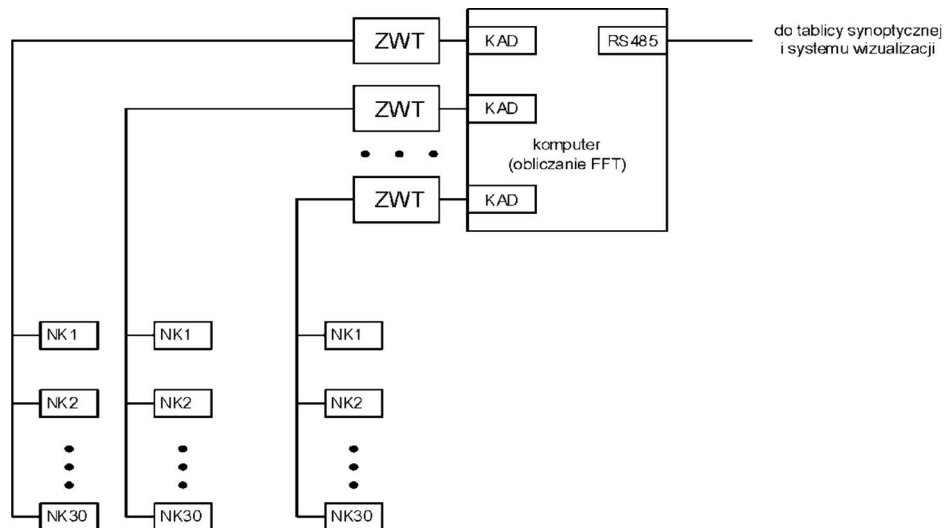 ZWT
KAD
RS485
do tablicy synoptycznej
i systemu wizualizacji
ZWT
KAD
komputer
(obliczanie FFT)
ZWT
KAD
NK1
NK1
NK1
NK2
NK2
NK2
NK30
NK30
NK30